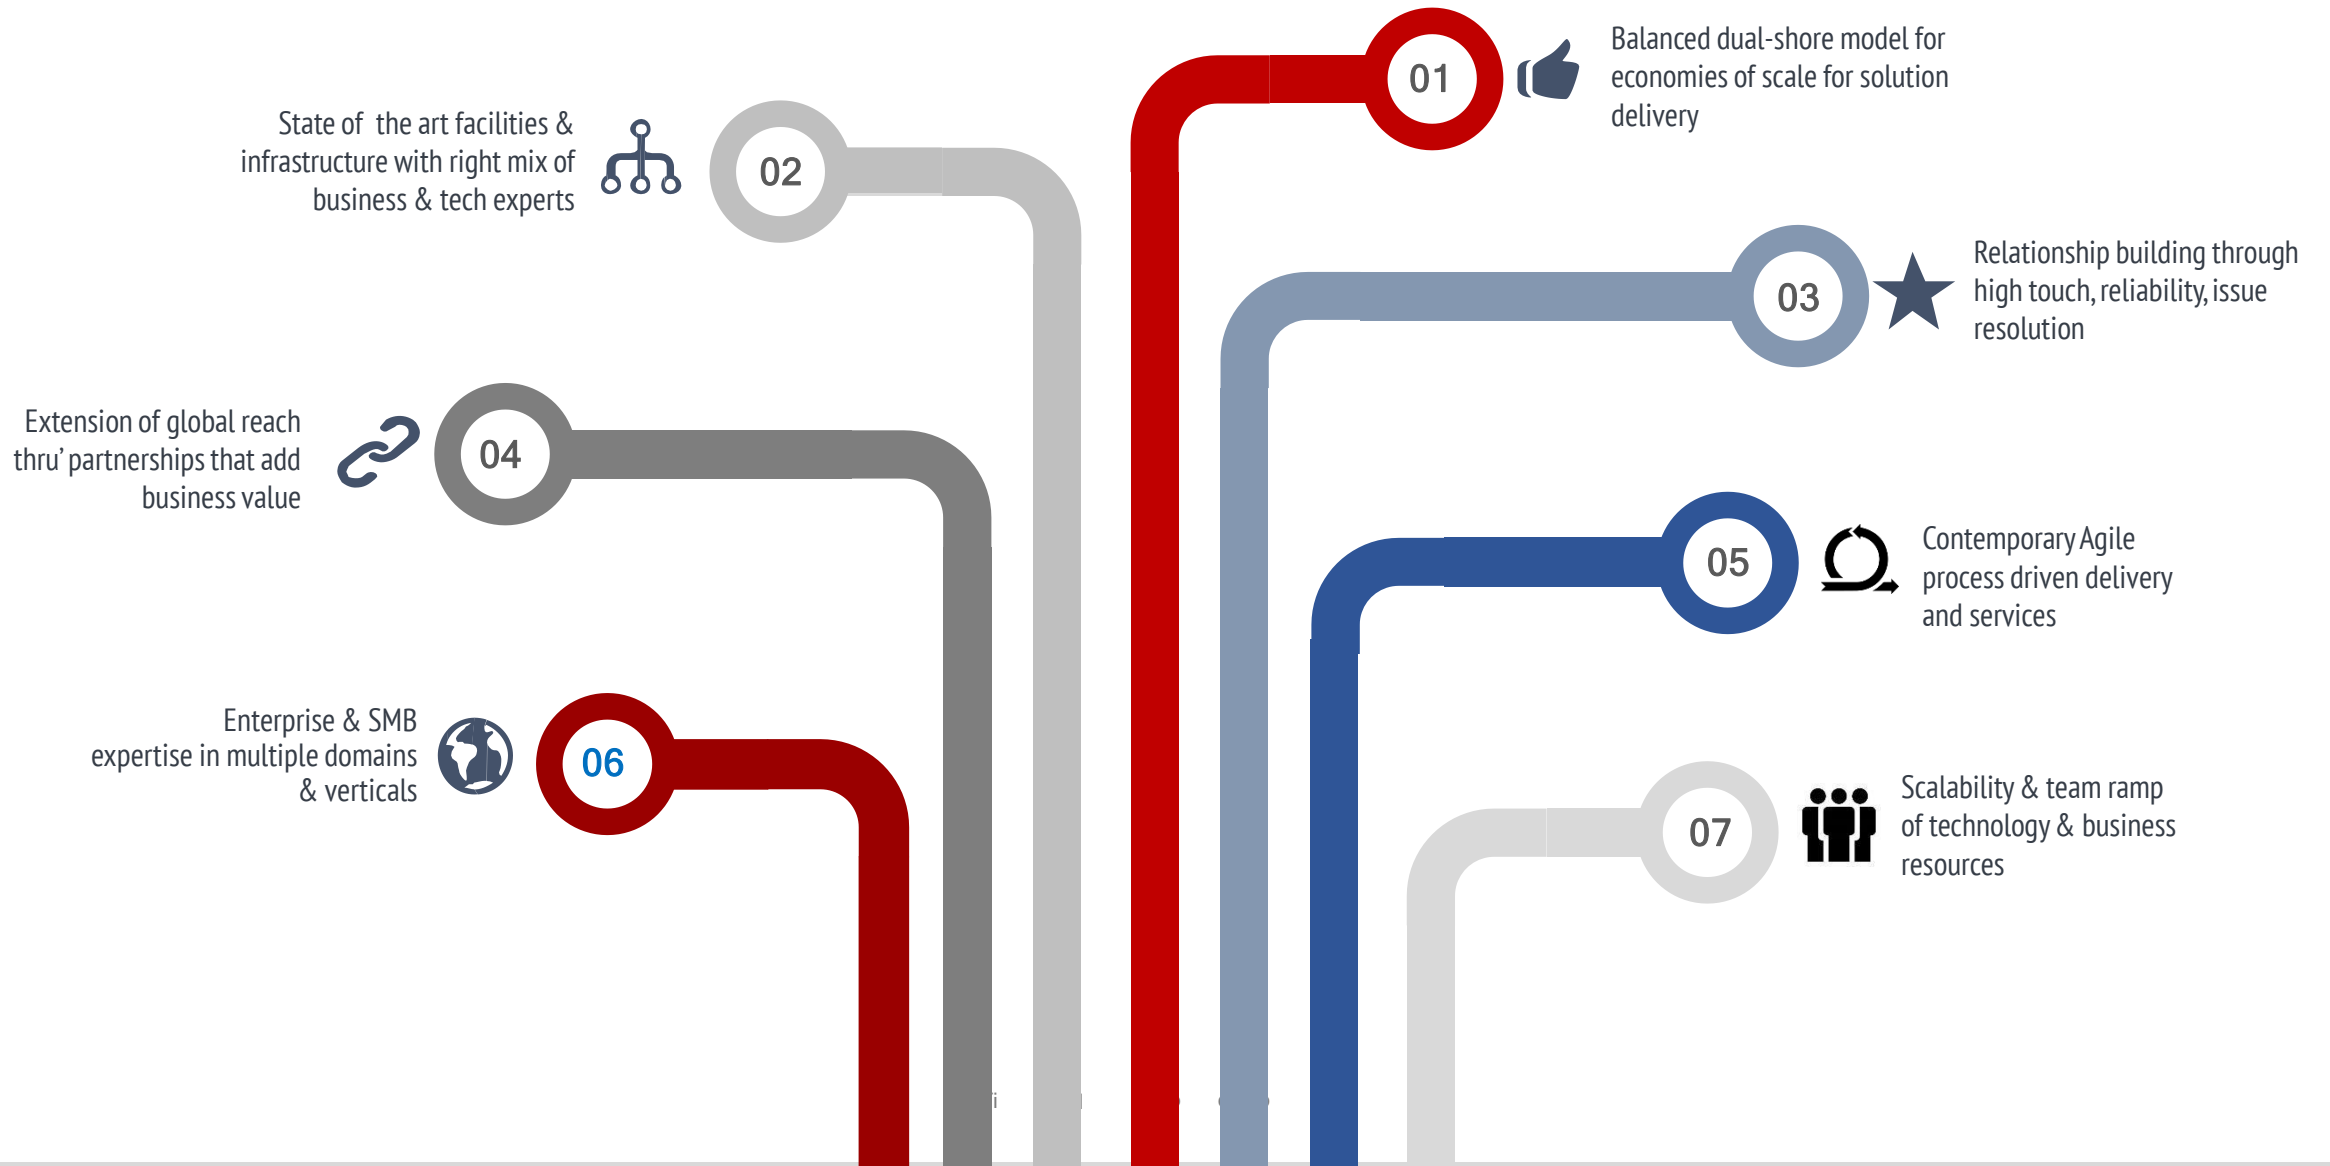 01
Balanced dual-shore model for
economies of scale for solution
delivery
02
State of  the art facilities &
infrastructure with right mix of
business & tech experts
03
Relationship building through
high touch, reliability, issue
resolution
04
Extension of global reach
thru’ partnerships that add
business value
05
Contemporary Agile
process driven delivery
and services
06
Enterprise & SMB
expertise in multiple domains
& verticals
07
Scalability & team ramp
of technology & business
resources